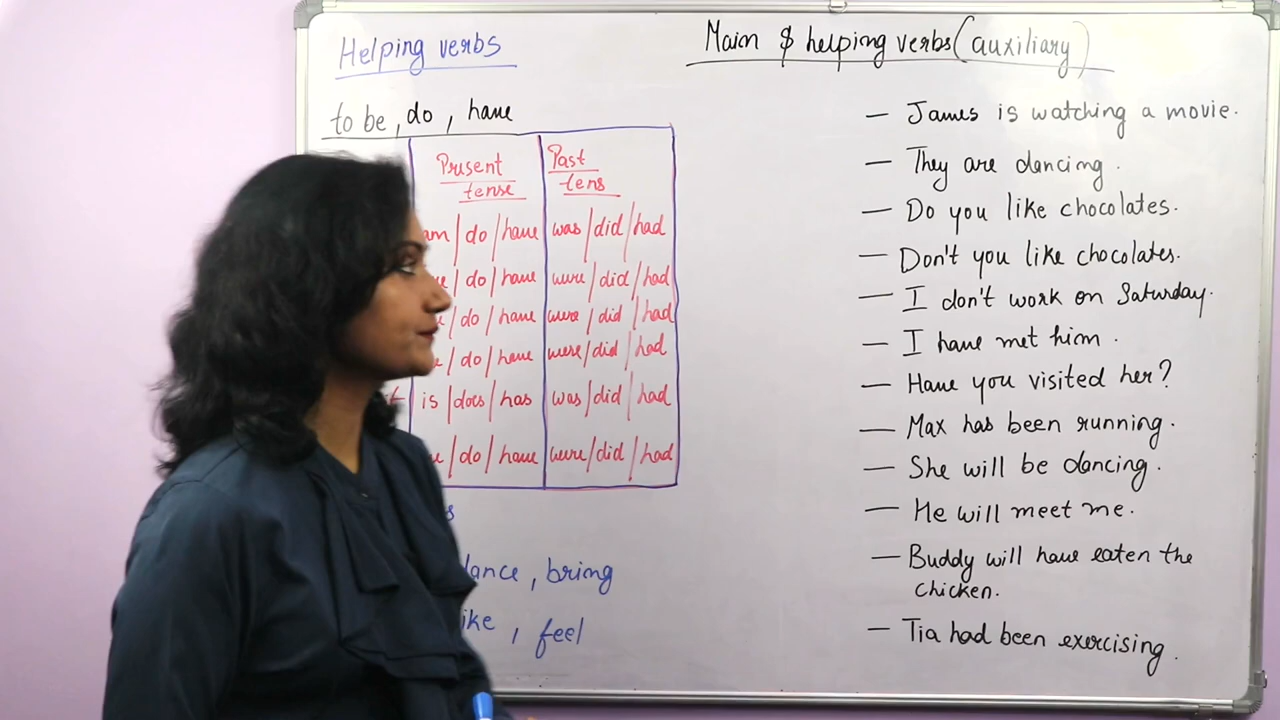 Helping verbs
to be, do, have
Present tense
Past tens
am/do/have was/did/had
/do/have were/did/had
/do/have were/did/had
/do/have were/did/had
is/does/has was/did/had
/do/have were/did/had
, bring
, feel
Main $ helping verbs (auxiliary)
— James is watching a movie.
— They are dancing.
— Do you like chocolates.
— Don't you like chocolates.
— I don't work on Saturday.
— I have met him.
— Have you visited her?
— Max has been running.
— She will be dancing.
— He will meet me.
— Buddy will have eaten the
chicken.
— Tia had been exercising.